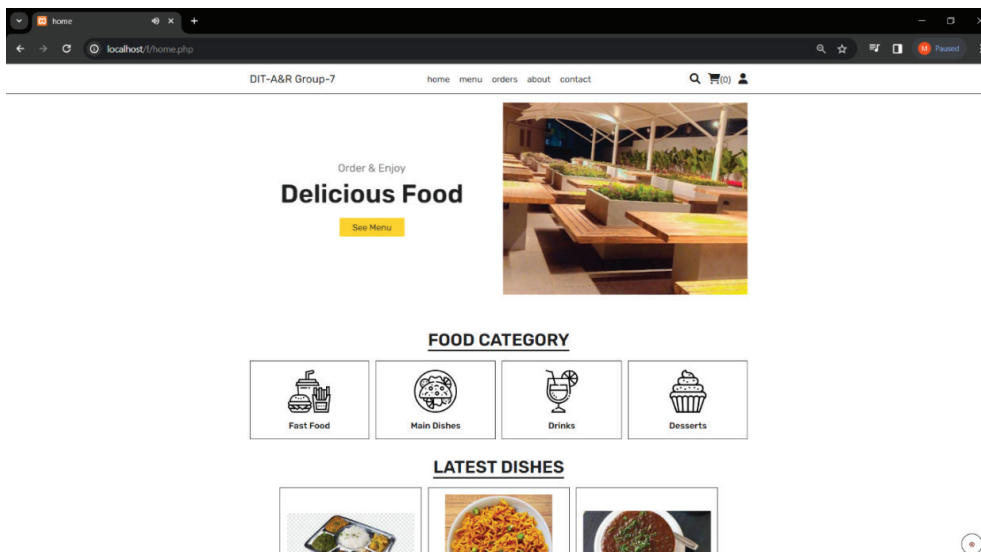 home
localhost/f/home.php
M Paused
DIT-A&R Group-7 home menu orders about contact (0)
Order & Enjoy
Delicious Food
See Menu
FOOD CATEGORY
Fast Food Main Dishes Drinks Desserts
LATEST DISHES